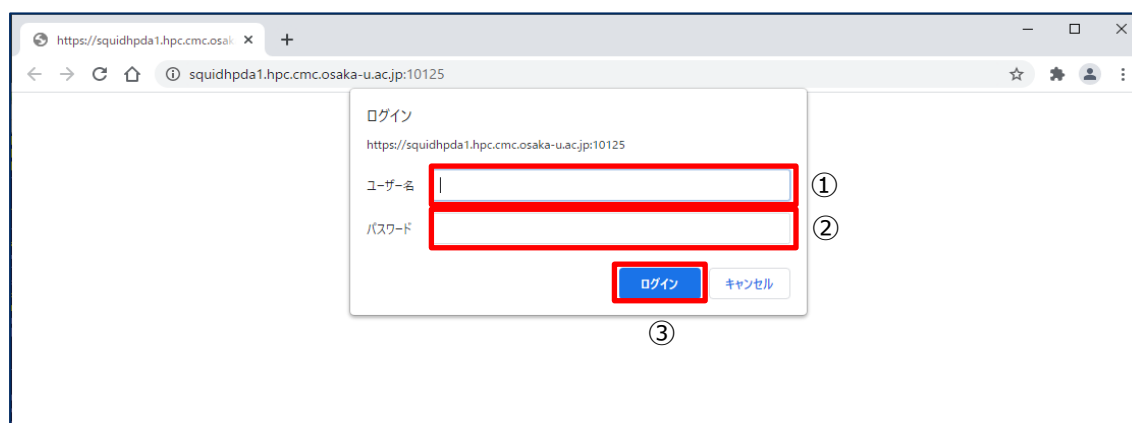 https://squidhpda1.hpc.cmc.osak
squidhpda1.hpc.cmc.osaka-u.ac.jp:10125
ログイン
https://squidhpda1.hpc.cmc.osaka-u.ac.jp:10125
ユーザー名 ①
パスワード ②
ログイン キャンセル
③